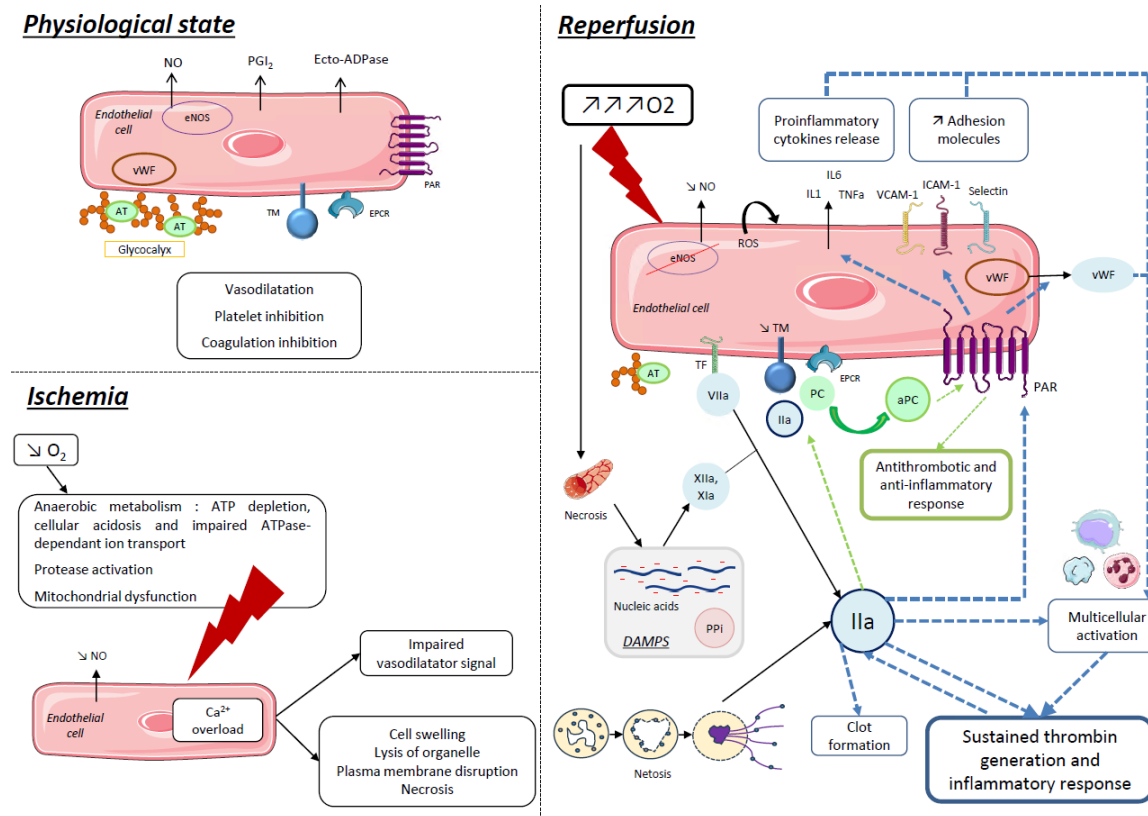 Physiological state
NO
PGI2
Ecto-ADPase
Endothelial
cell
eNOS
vWF
PAR
AT
AT
TM
EPCR
Glycocalyx
Vasodilatation
Platelet inhibition
Coagulation inhibition
Ischemia
↘ O2
Anaerobic metabolism : ATP depletion,
cellular acidosis and impaired ATPase-
dependant ion transport
Protease activation
Mitochondrial dysfunction
↘ NO
Endothelial
cell
Ca2+
overload
Impaired
vasodilatator signal
Cell swelling
Lysis of organelle
Plasma membrane disruption
Necrosis
Reperfusion
↗↗↗O2
Proinflammatory
cytokines release
↗ Adhesion
molecules
↘ NO
ROS
IL6
IL1
TNFa
VCAM-1
ICAM-1
Selectin
eNOS
Endothelial cell
vWF
vWF
AT
TF
VIIa
↘ TM
IIa
EPCR
PC
aPC
PAR
Antithrombotic and
anti-inflammatory
response
Necrosis
XIIa,
XIa
Nucleic acids
PPi
DAMPS
IIa
Multicellular
activation
Netosis
Clot
formation
Sustained thrombin
generation and
inflammatory response